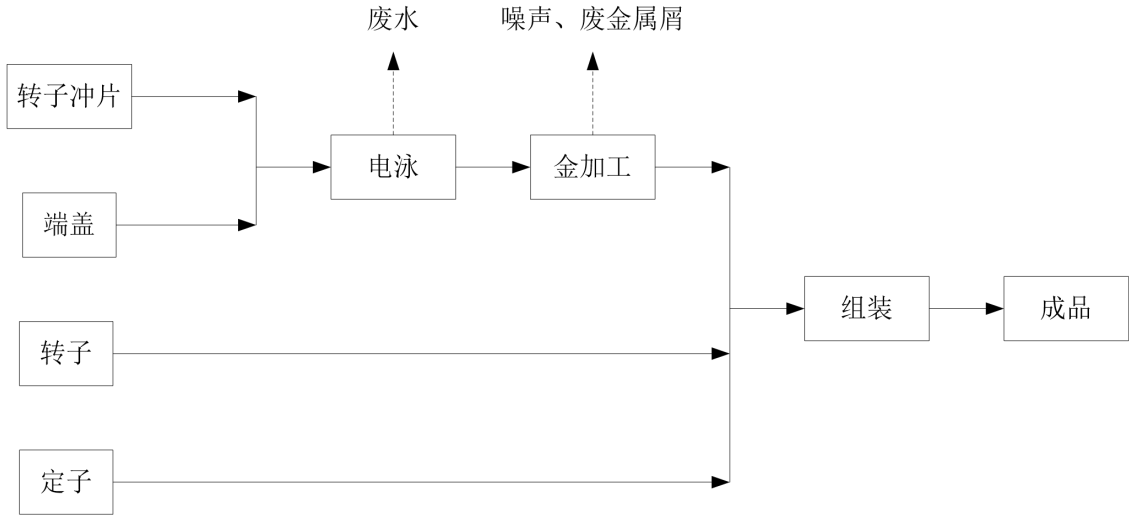 废水
噪声、废金属屑
转子冲片
电泳
金加工
端盖
组装
成品
转子
定子